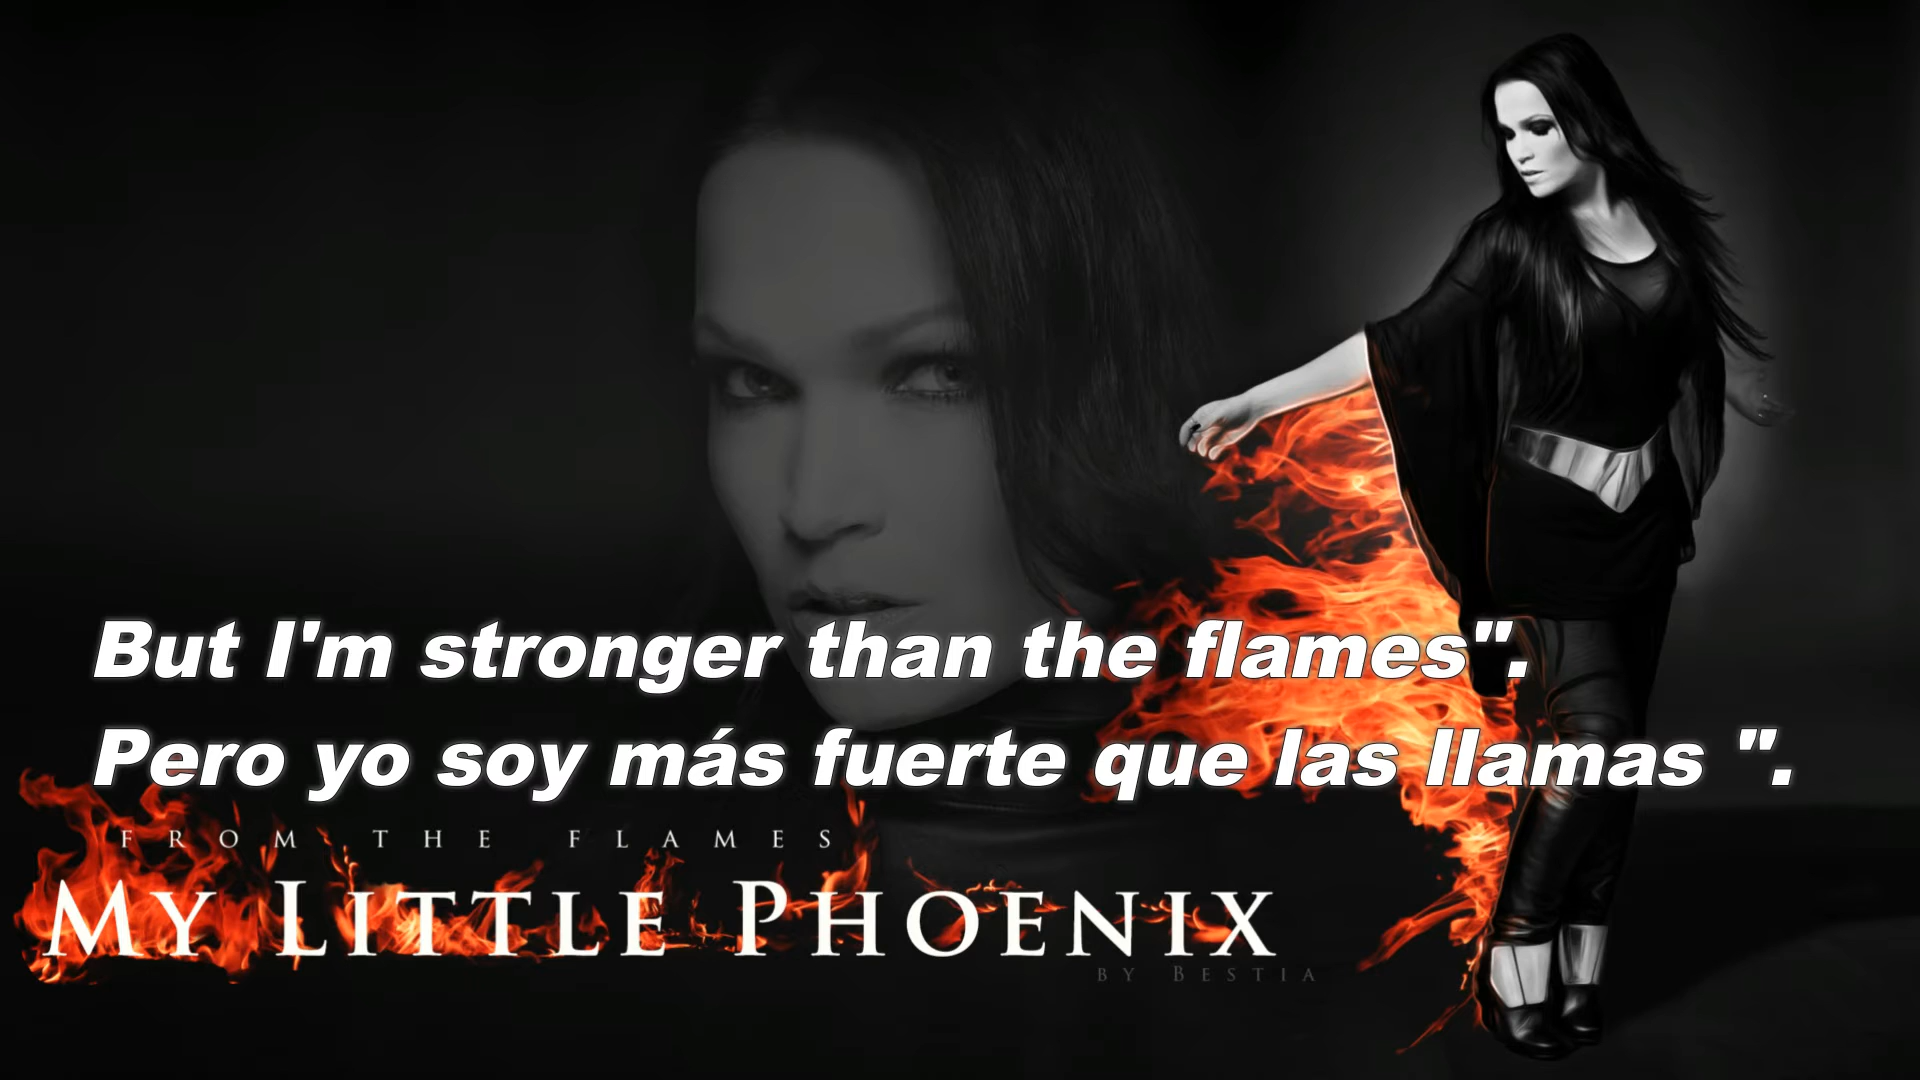 But I'm stronger than the flames".
Pero yo soy más fuerte que las llamas ".
FROM THE FLAMES
MY LITTLE PHOENIX
BY BESTIA